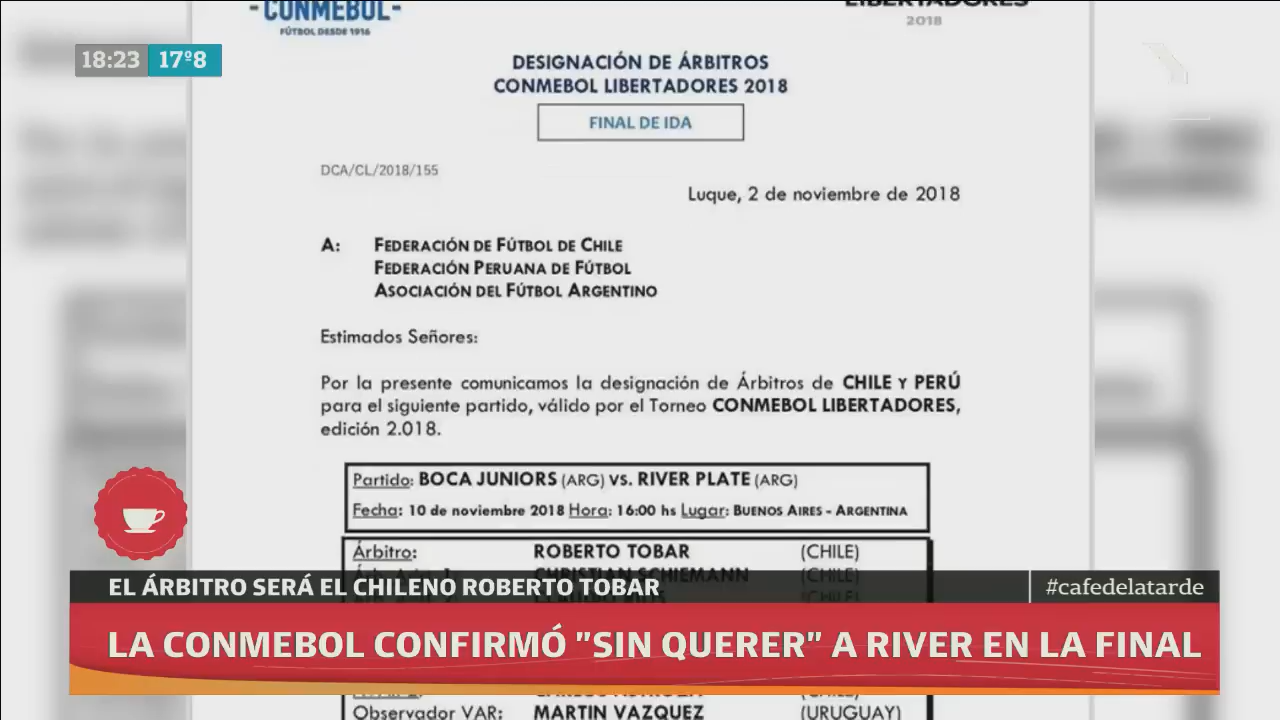 -CONMEBOL-
FÚTBOL DESDE 1916
LIBERTADORES
2018
18:23 17º8
DESIGNACIÓN DE ÁRBITROS
CONMEBOL LIBERTADORES 2018
FINAL DE IDA
DCA/CL/2018/155
Luque, 2 de noviembre de 2018
A: FEDERACIÓN DE FÚTBOL DE CHILE
FEDERACIÓN PERUANA DE FÚTBOL
ASOCIACIÓN DEL FÚTBOL ARGENTINO
Estimados Señores:
Por la presente comunicamos la designación de Árbitros de CHILE Y PERÚ
para el siguiente partido, válido por el Torneo CONMEBOL LIBERTADORES,
edición 2.018.
Partido: BOCA JUNIORS (ARG) VS. RIVER PLATE (ARG)
Fecha: 10 de noviembre 2018 Hora: 16:00 hs Lugar: BUENOS AIRES - ARGENTINA
Árbitro: ROBERTO TOBAR (CHILE)
CHRISTIAN SCHIEMANN (CHILE)
EL ÁRBITRO SERÁ EL CHILENO ROBERTO TOBAR
#cafedelatarde
LA CONMEBOL CONFIRMÓ "SIN QUERER" A RIVER EN LA FINAL
Observador VAR: MARTIN VAZQUEZ (URUGUAY)